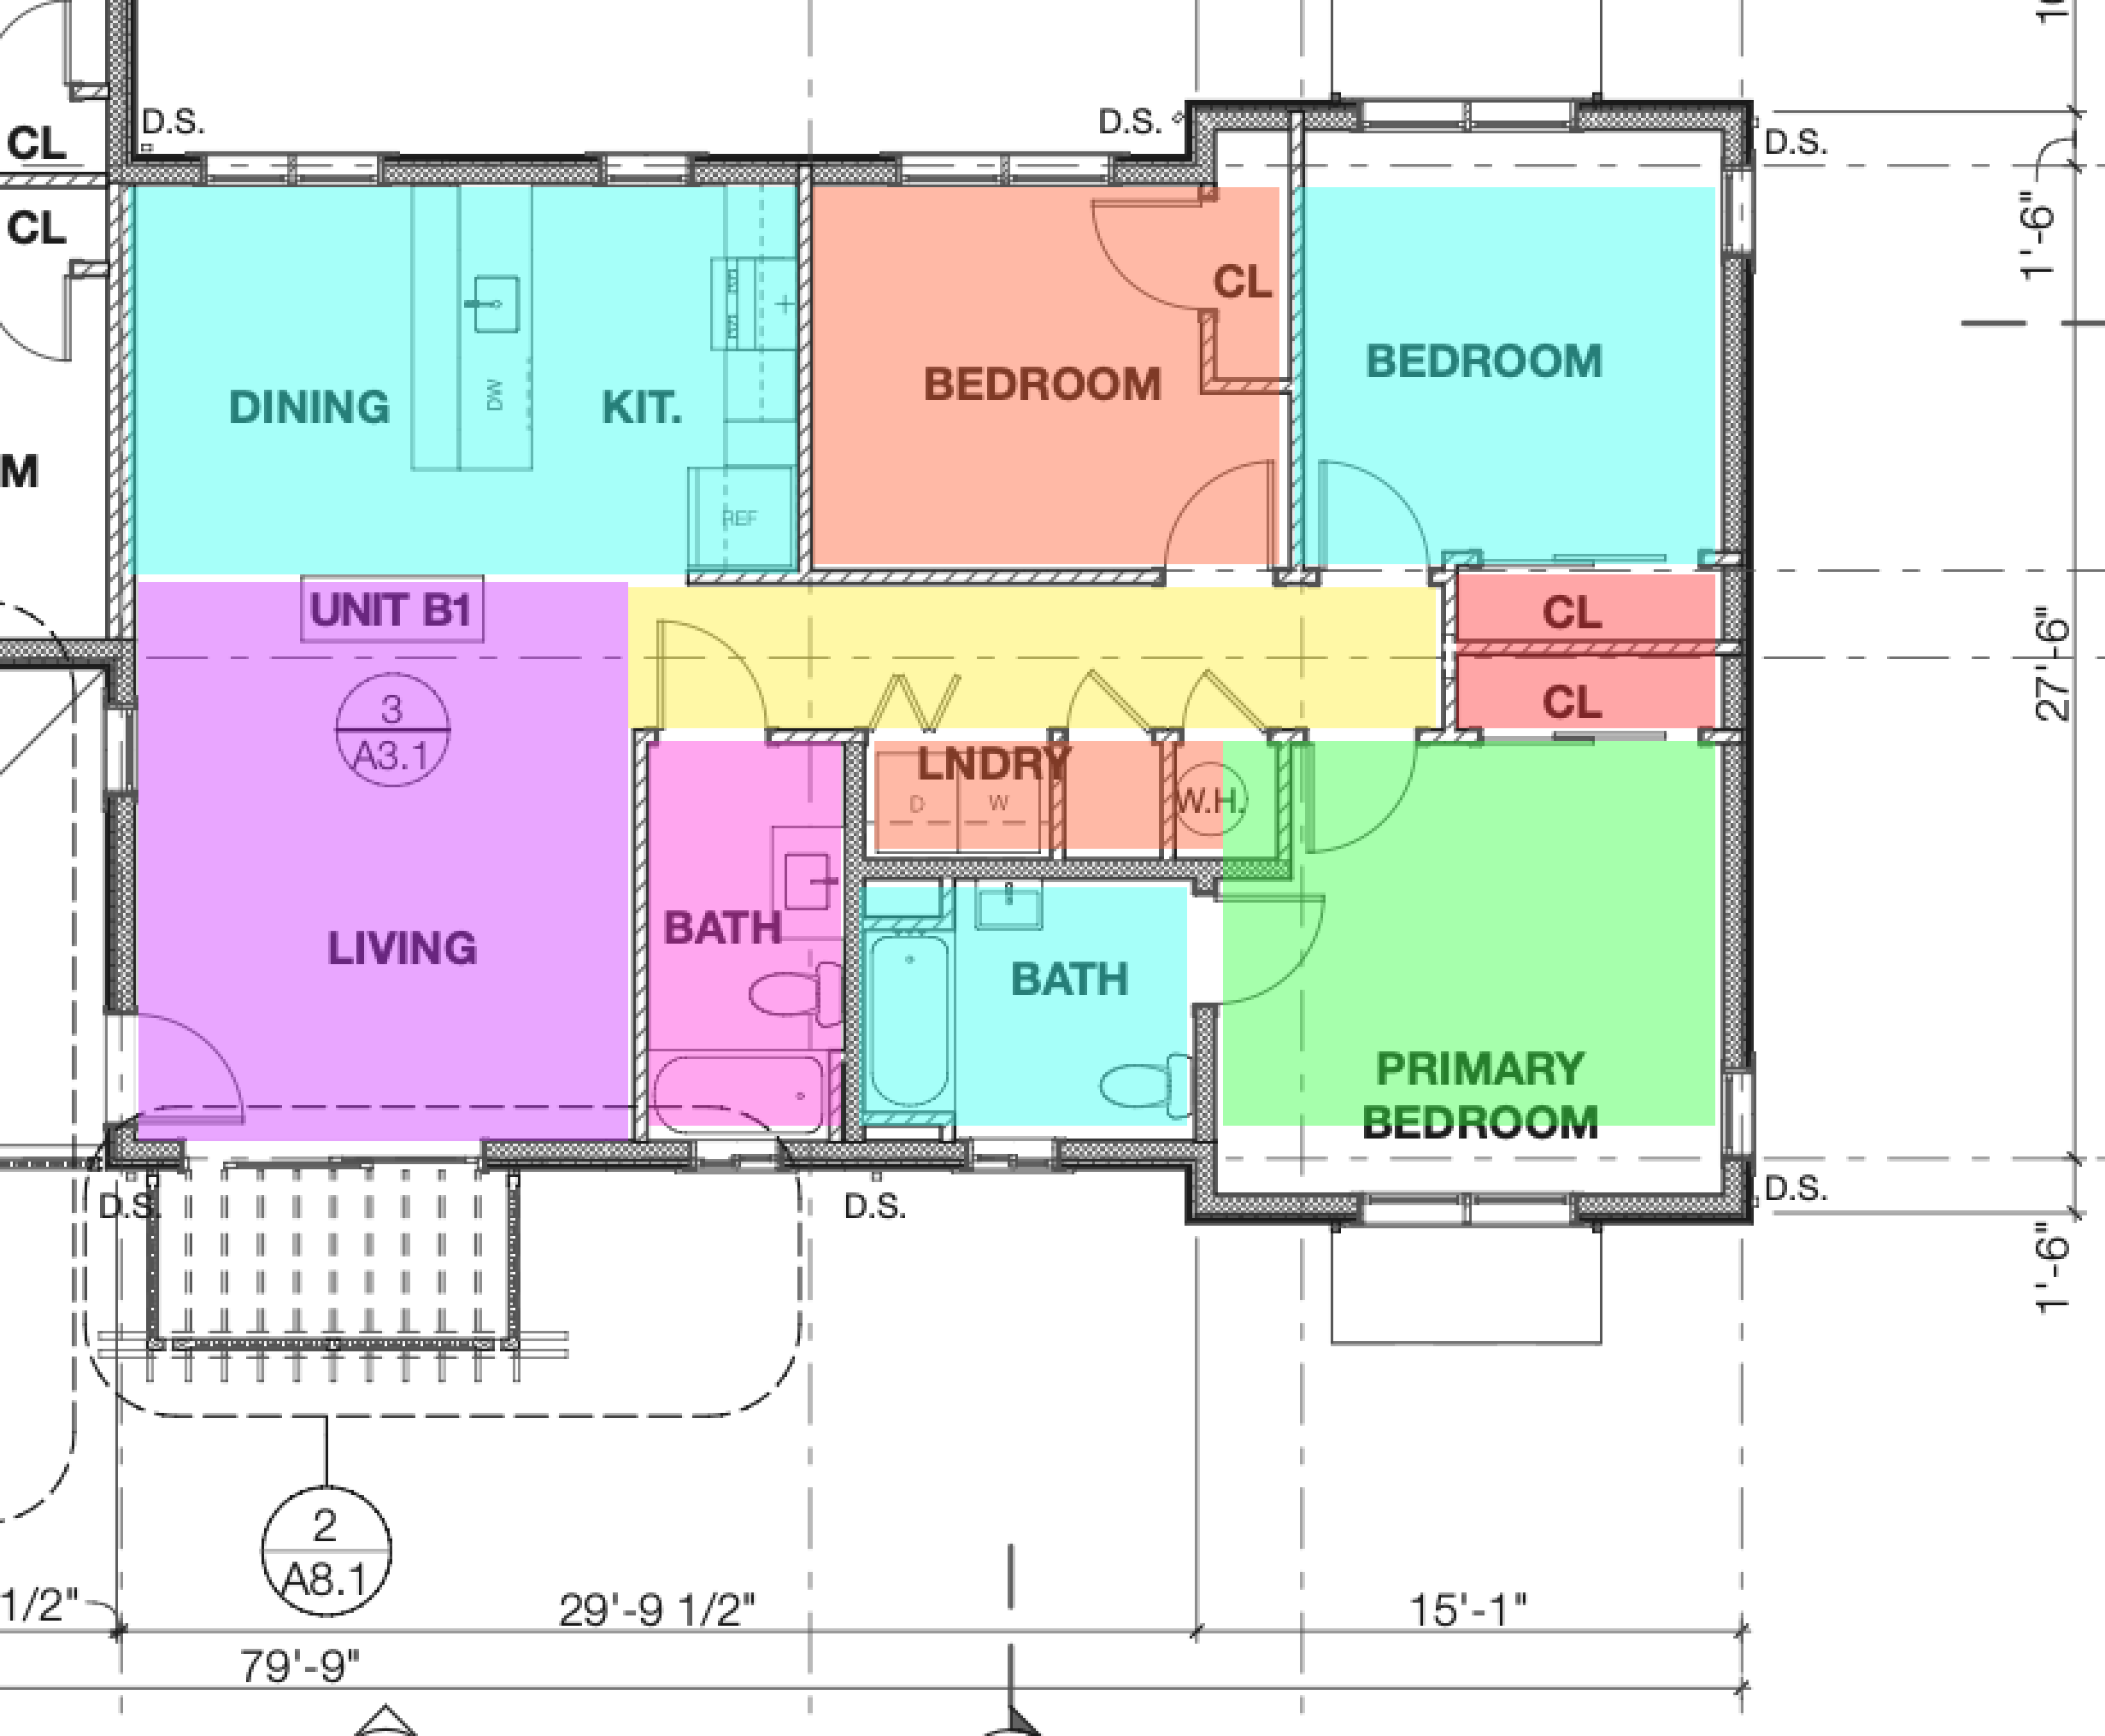 10
D.S.
D.S.
D.S.
CL
CL
1'-6"
CL
BEDROOM
BEDROOM
DINING
DW
KIT.
M
REF
UNIT B1
CL
27'-6"
3
A3.1
CL
LNDRY
D
W
W.H.
BATH
LIVING
BATH
PRIMARY
BEDROOM
D.S.
D.S.
D.S.
1'-6"
2
A8.1
1/2"
29'-9 1/2"
15'-1"
79'-9"